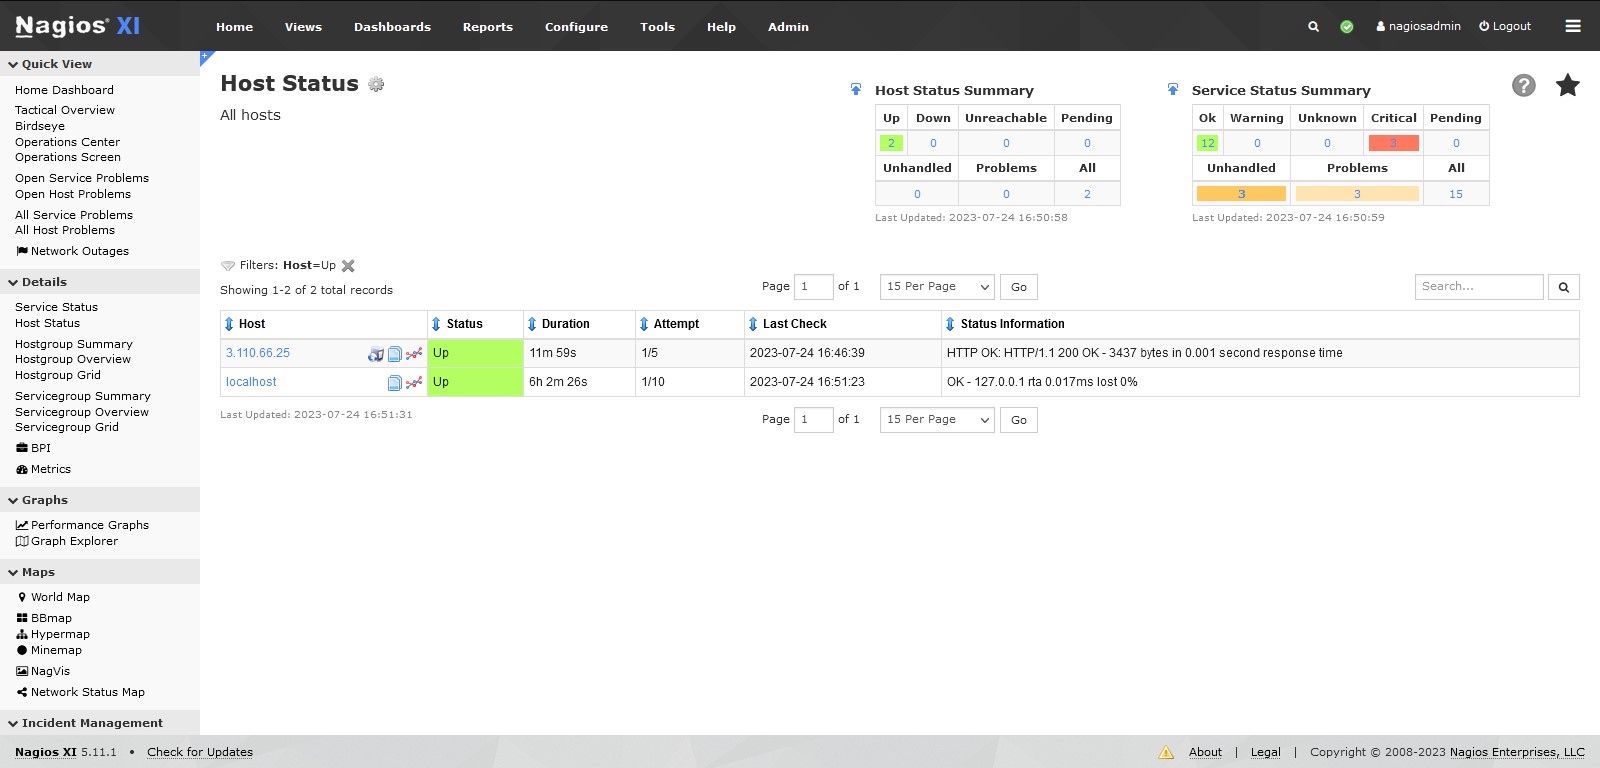 Nagios XI
Home Views Dashboards Reports Configure Tools Help Admin
nagiosadmin Logout
Quick View
Home Dashboard
Tactical Overview
Birdseye
Operations Center
Operations Screen
Open Service Problems
Open Host Problems
All Service Problems
All Host Problems
Network Outages
Details
Service Status
Host Status
Hostgroup Summary
Hostgroup Overview
Hostgroup Grid
Servicegroup Summary
Servicegroup Overview
Servicegroup Grid
BPI
Metrics
Graphs
Performance Graphs
Graph Explorer
Maps
World Map
BBmap
Hypermap
Minemap
NagVis
Network Status Map
Incident Management
Host Status
All hosts
Host Status Summary
Up Down Unreachable Pending
2 0 0 0
Unhandled Problems All
0 0 2
Last Updated: 2023-07-24 16:50:58
Service Status Summary
Ok Warning Unknown Critical Pending
12 0 0 3 0
Unhandled Problems All
3 3 15
Last Updated: 2023-07-24 16:50:59
Filters: Host=Up
Showing 1-2 of 2 total records
Page 1 of 1 15 Per Page Go
Search...
Host Status Duration Attempt Last Check Status Information
3.110.66.25 Up 11m 59s 1/5 2023-07-24 16:46:39 HTTP OK: HTTP/1.1 200 OK - 3437 bytes in 0.001 second response time
localhost Up 6h 2m 26s 1/10 2023-07-24 16:51:23 OK - 127.0.0.1 rta 0.017ms lost 0%
Last Updated: 2023-07-24 16:51:31
Page 1 of 1 15 Per Page Go
Nagios XI 5.11.1 • Check for Updates
About | Legal | Copyright © 2008-2023 Nagios Enterprises, LLC